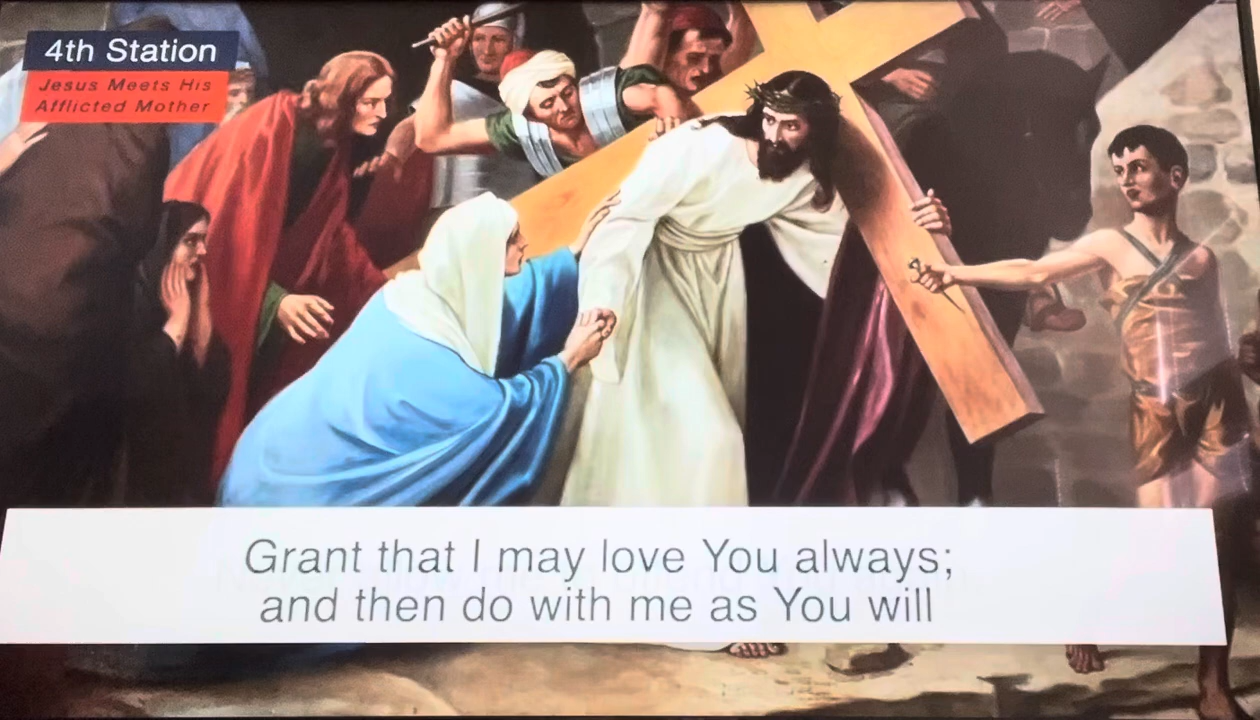 4th Station
Jesus Meets His
Afflicted Mother
Grant that I may love You always;
and then do with me as You will